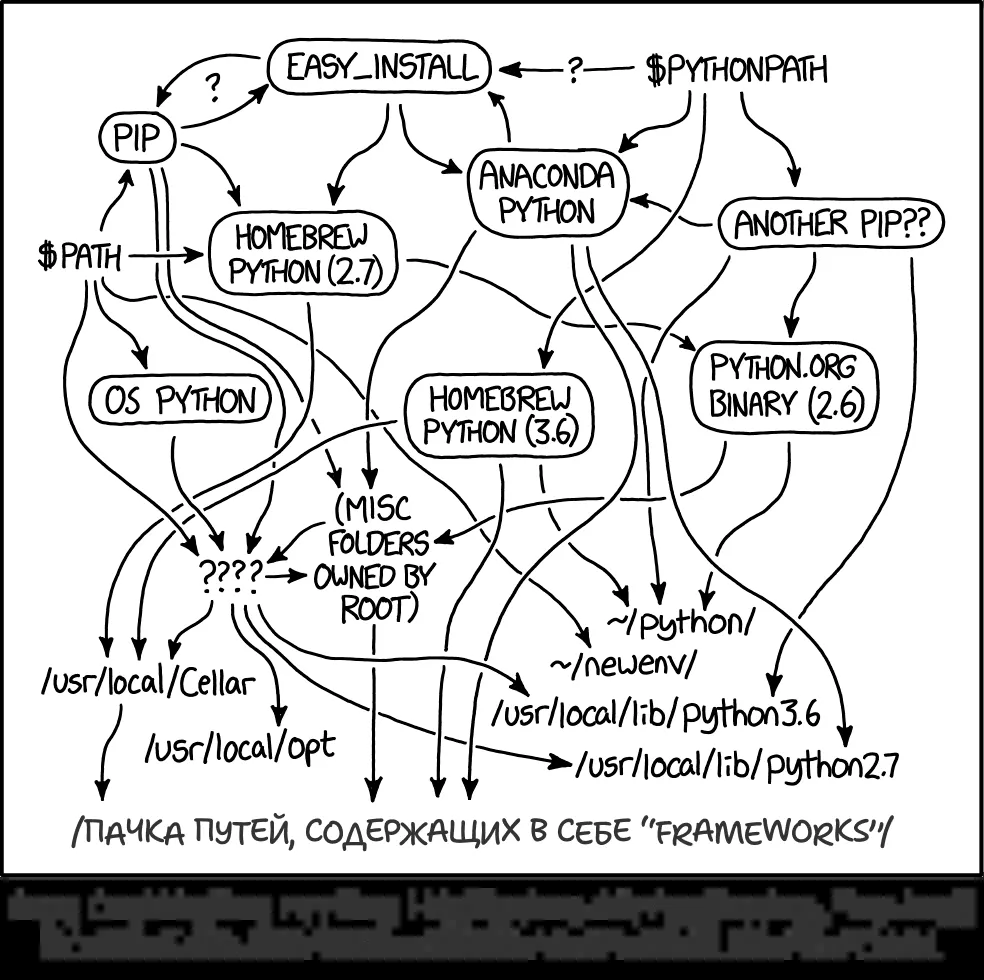 EASY_INSTALL
?
$PYTHONPATH
?
PIP
ANACONDA
PYTHON
ANOTHER PIP??
HOMEBREW
PYTHON (2.7)
$PATH
OS PYTHON
HOMEBREW
PYTHON (3.6)
PYTHON.ORG
BINARY (2.6)
(MISC
FOLDERS
OWNED BY
ROOT)
????
~/python/
~/newenv/
/usr/local/Cellar
/usr/local/lib/python3.6
/usr/local/opt
/usr/local/lib/python2.7
/ПАЧКА ПУТЕЙ, СОДЕРЖАЩИХ В СЕБЕ "FRAMEWORKS"/